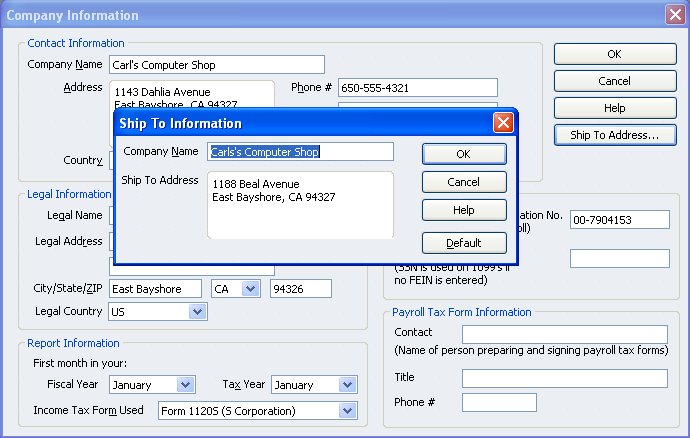 Company Information
Contact Information
Company Name Carl's Computer Shop
Address 1143 Dahlia Avenue
East Bayshore, CA 94327
Phone # 650-555-4321
OK
Cancel
Help
Ship To Address...
Country
Ship To Information
Company Name Carls's Computer Shop
Ship To Address 1188 Beal Avenue
East Bayshore, CA 94327
OK
Cancel
Help
Default
Legal Information
Legal Name
Legal Address
City/State/ZIP East Bayshore CA 94326
Legal Country US
No. 00-7904153
(SSN is used on 1099's if
no FEIN is entered)
Report Information
First month in your:
Fiscal Year January Tax Year January
Income Tax Form Used Form 1120S (S Corporation)
Payroll Tax Form Information
Contact
(Name of person preparing and signing payroll tax forms)
Title
Phone #